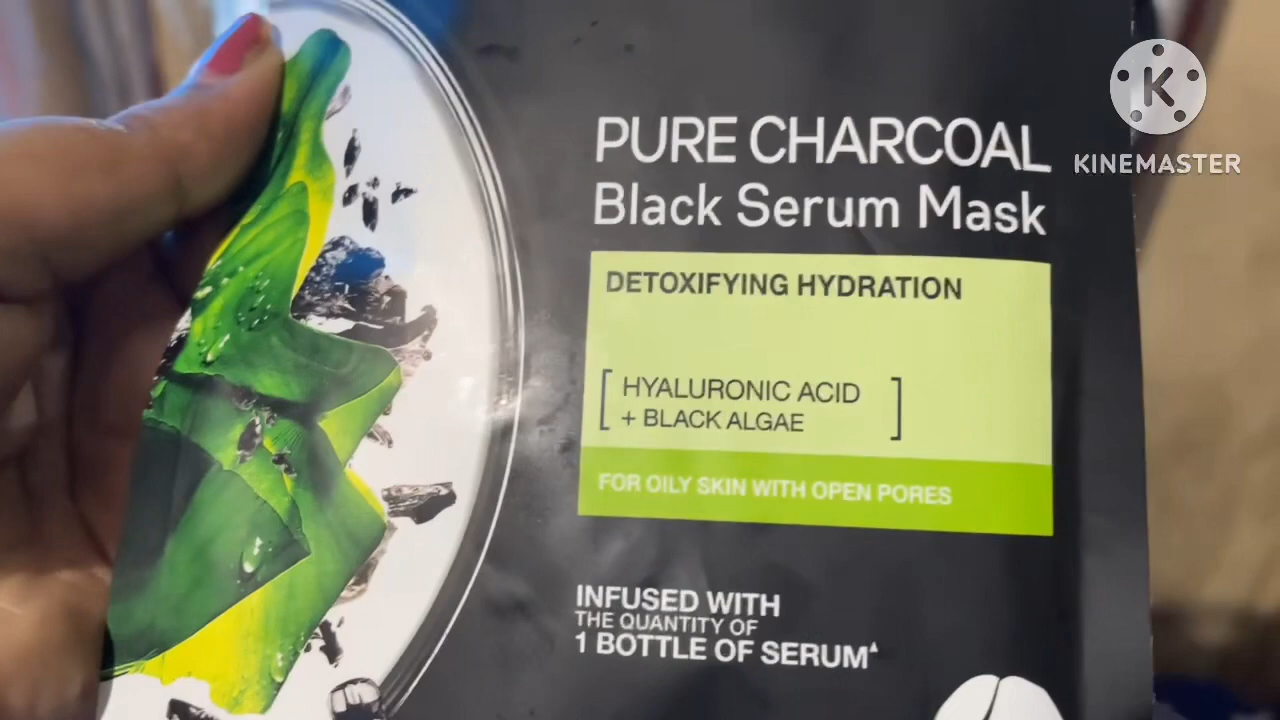 PURE CHARCOAL
Black Serum Mask
DETOXIFYING HYDRATION
[ HYALURONIC ACID
+ BLACK ALGAE ]
FOR OILY SKIN WITH OPEN PORES
INFUSED WITH
THE QUANTITY OF
1 BOTTLE OF SERUM▲
K
KINEMASTER